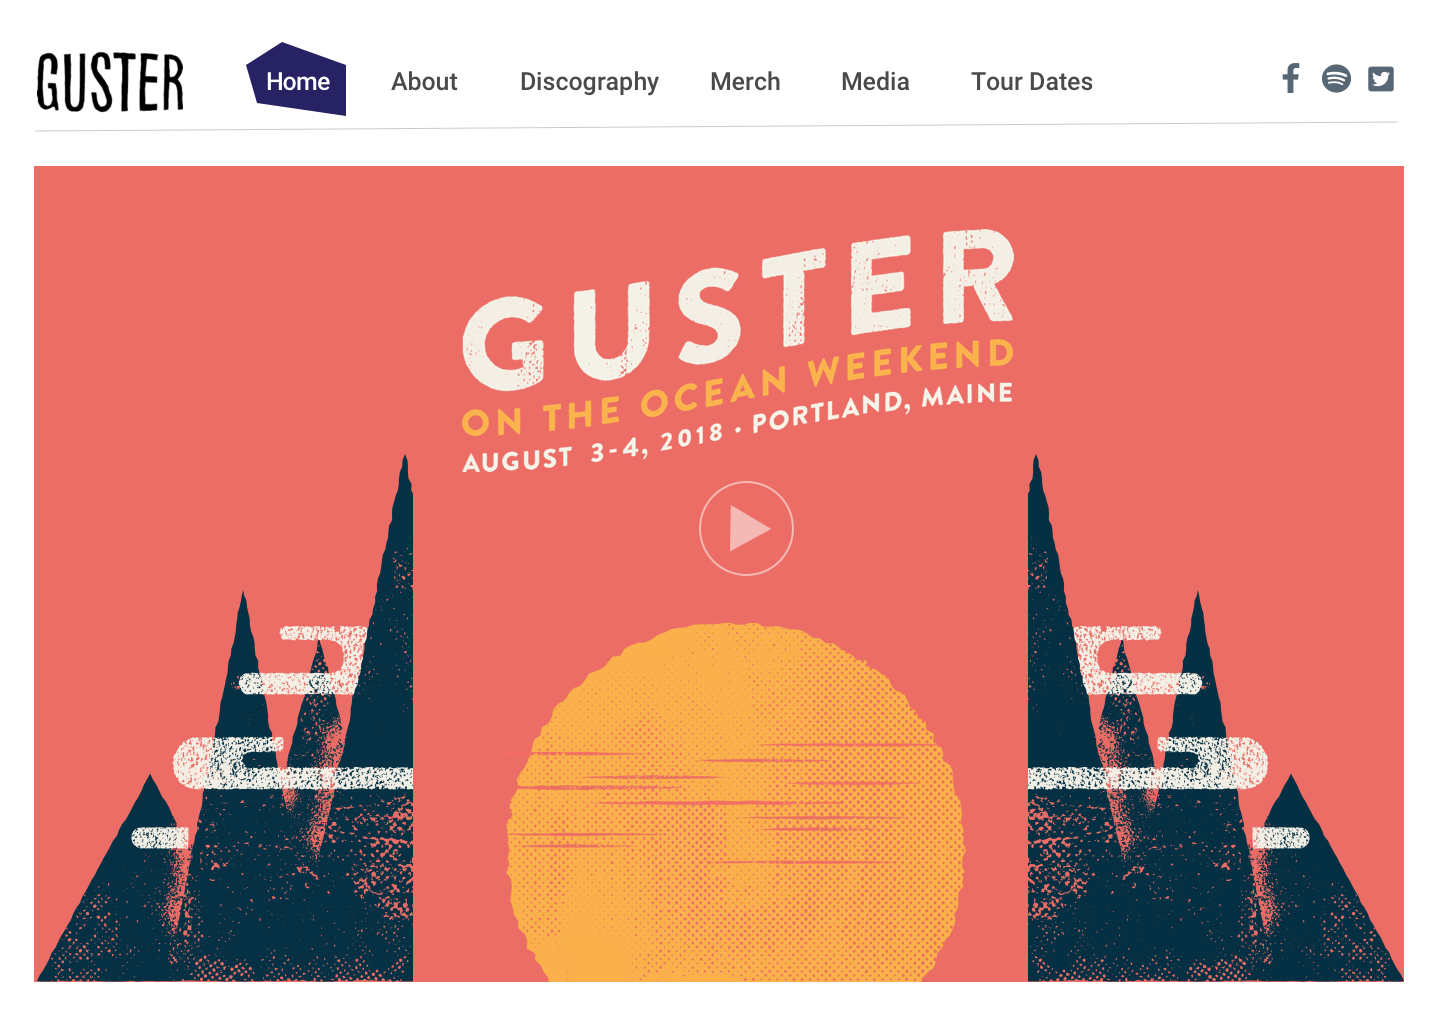 GUSTER
Home About Discography Merch Media Tour Dates
GUSTER
ON THE OCEAN WEEKEND
AUGUST 3-4, 2018 • PORTLAND, MAINE